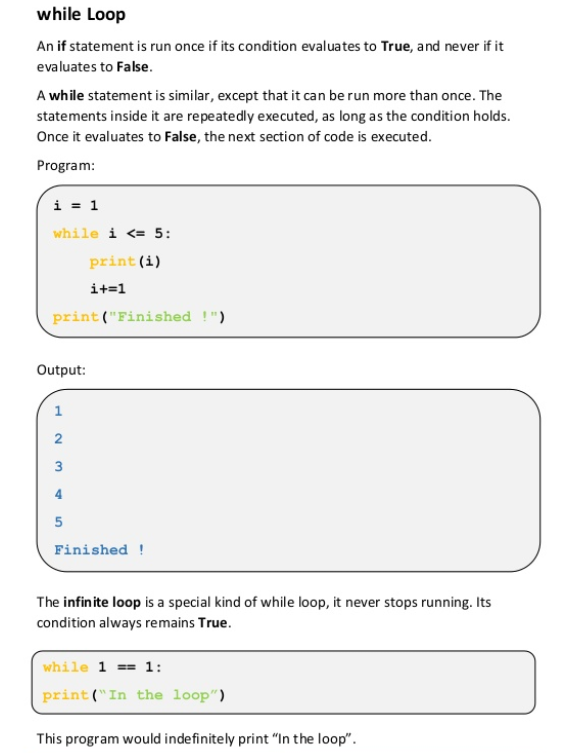 while Loop
An if statement is run once if its condition evaluates to True, and never if it
evaluates to False.
A while statement is similar, except that it can be run more than once. The
statements inside it are repeatedly executed, as long as the condition holds.
Once it evaluates to False, the next section of code is executed.
Program:
i = 1
while i <= 5:
    print(i)
    i+=1
print("Finished !")
Output:
1
2
3
4
5
Finished !
The infinite loop is a special kind of while loop, it never stops running. Its
condition always remains True.
while 1 == 1:
print(“In the loop”)
This program would indefinitely print “In the loop”.